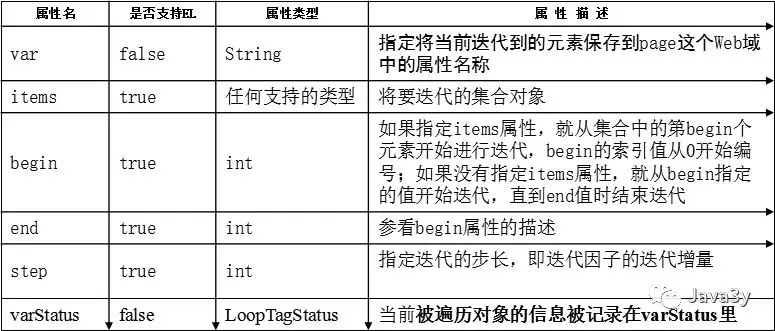 属性名 是否支持EL 属性类型 属 性 描 述
var false String 指定将当前迭代到的元素保存到page这个Web域
中的属性名称
items true 任何支持的类型 将要迭代的集合对象
begin true int 如果指定items属性，就从集合中的第begin个
元素开始进行迭代，begin的索引值从0开始编
号；如果没有指定items属性，就从begin指定
的值开始迭代，直到end值时结束迭代
end true int 参看begin属性的描述
step true int 指定迭代的步长，即迭代因子的迭代增量
varStatus false LoopTagStatus 当前被遍历对象的信息被记录在varStatus里
Java3y